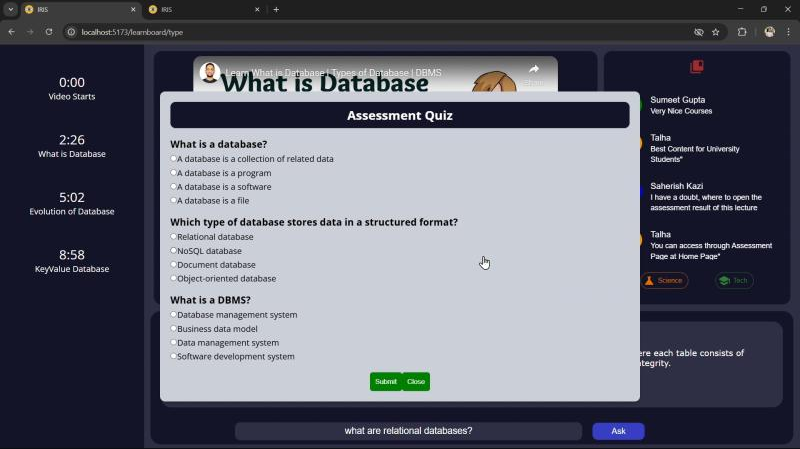 IRIS
IRIS
localhost:5173/learnboard/type
0:00
Video Starts
2:26
What is Database
5:02
Evolution of Database
8:58
KeyValue Database
Learn What is Database | Types of Database | DBMS
What is Database
Share
Assessment Quiz
What is a database?
A database is a collection of related data
A database is a program
A database is a software
A database is a file
Which type of database stores data in a structured format?
Relational database
NoSQL database
Document database
Object-oriented database
What is a DBMS?
Database management system
Business data model
Data management system
Software development system
Submit
Close
Sumeet Gupta
Very Nice Courses
Talha
Best Content for University
Students"
Saherish Kazi
I have a doubt, where to open the
assessment result of this lecture
Talha
You can access through Assessment
Page at Home Page"
Science
Tech
ere each table consists of
ntegrity.
what are relational databases?
Ask